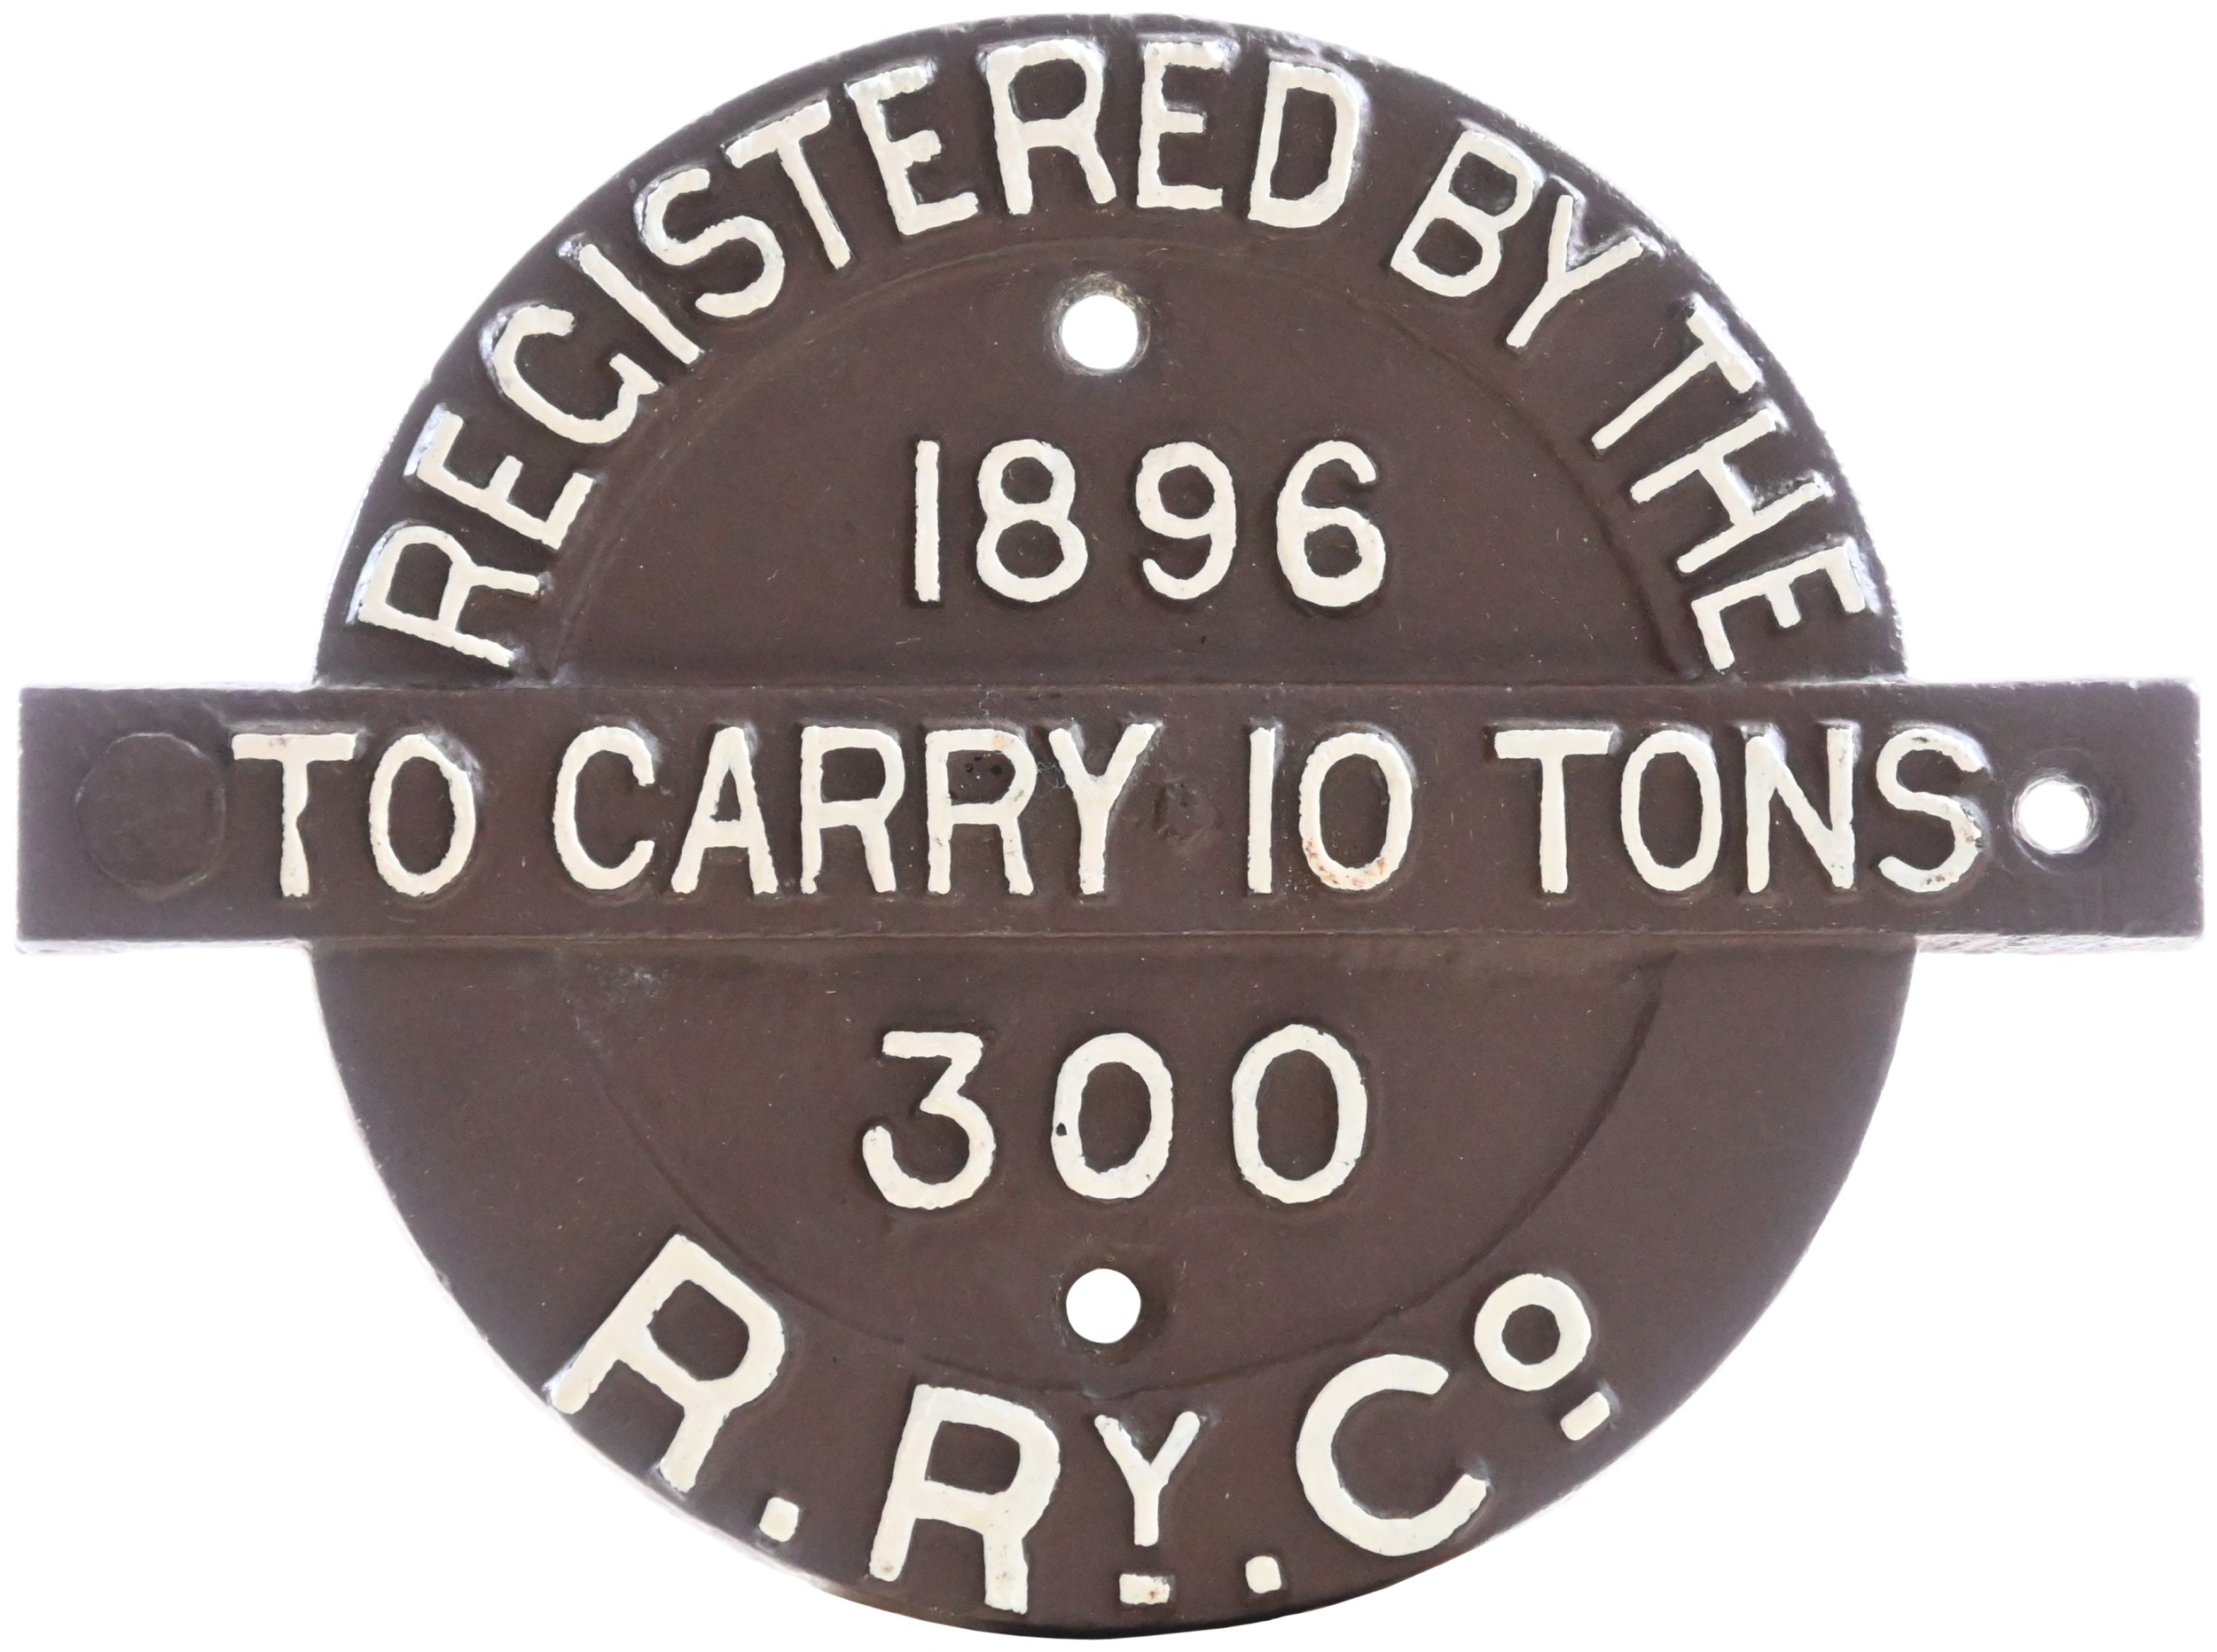 REGISTERED BY THE
1896
TO CARRY 10 TONS
300
R. RY. Co.